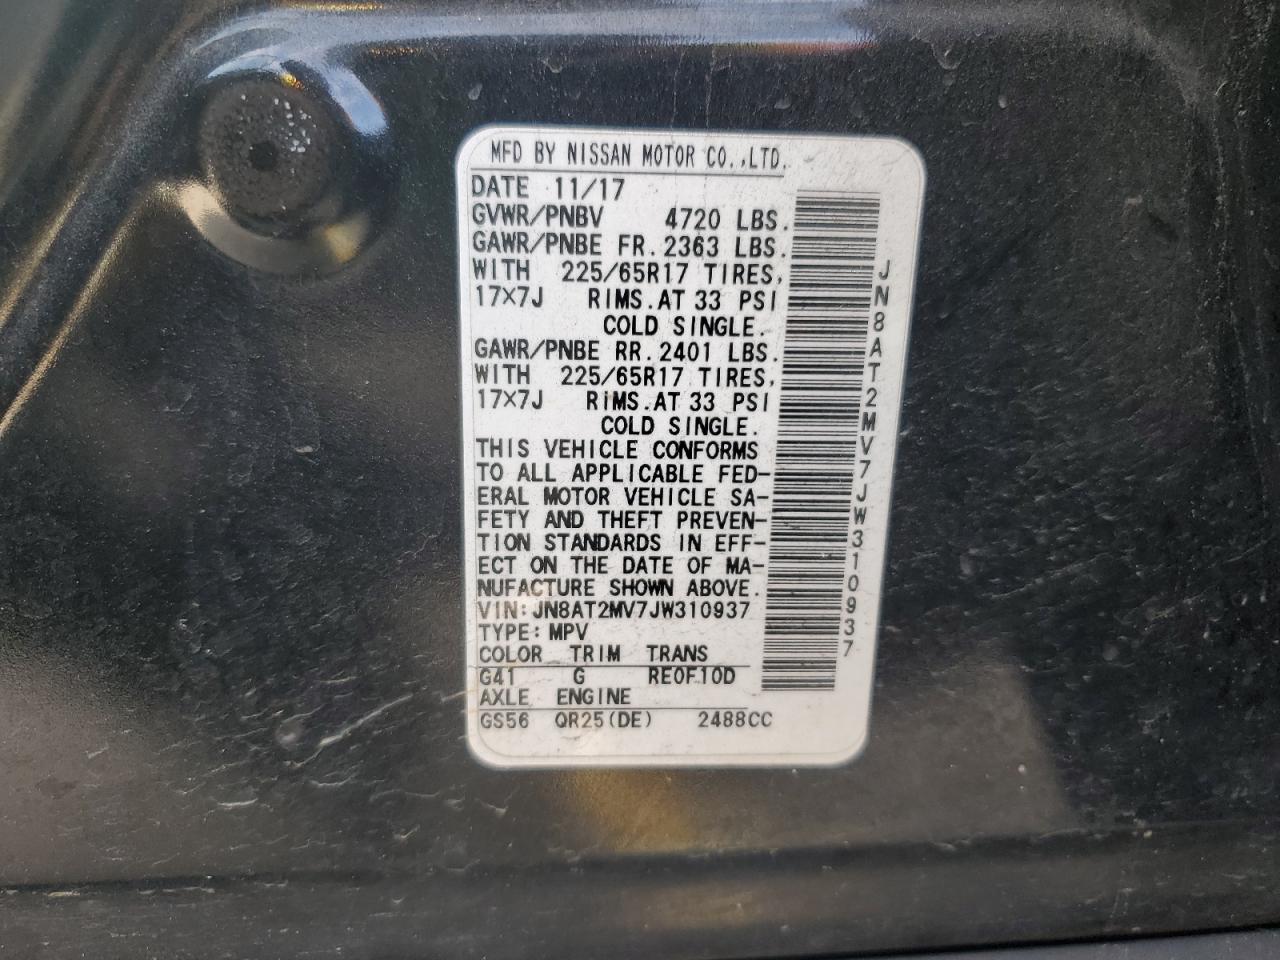 MFD BY NISSAN MOTOR CO.,LTD.
DATE 11/17
GVWR/PNBV 4720 LBS.
GAWR/PNBE FR. 2363 LBS.
WITH 225/65R17 TIRES,
17×7J RIMS. AT 33 PSI
COLD SINGLE.
GAWR/PNBE RR. 2401 LBS.
WITH 225/65R17 TIRES,
17×7J RIMS. AT 33 PSI
COLD SINGLE.
THIS VEHICLE CONFORMS
TO ALL APPLICABLE FED-
ERAL MOTOR VEHICLE SA-
FETY AND THEFT PREVEN-
TION STANDARDS IN EFF-
ECT ON THE DATE OF MA-
NUFACTURE SHOWN ABOVE.
VIN: JN8AT2MV7JW310937
TYPE: MPV
COLOR TRIM TRANS
G41 G RE0F10D
AXLE ENGINE
GS56 QR25(DE) 2488CC
JN8AT2MV7JW310937